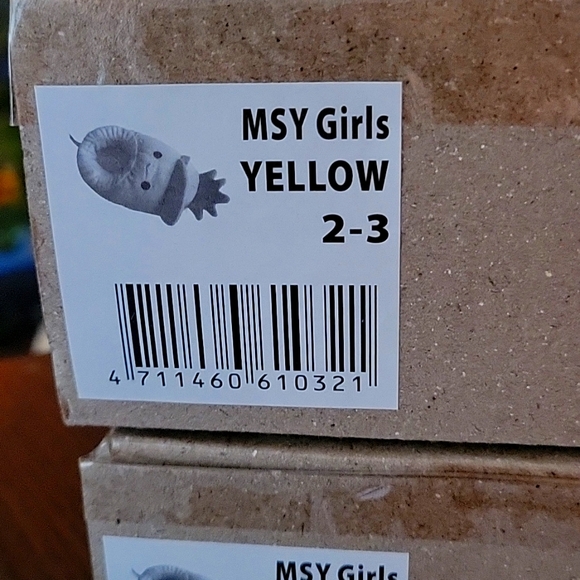 MSY Girls
YELLOW
2-3
4 711460 610321
MSY Girls